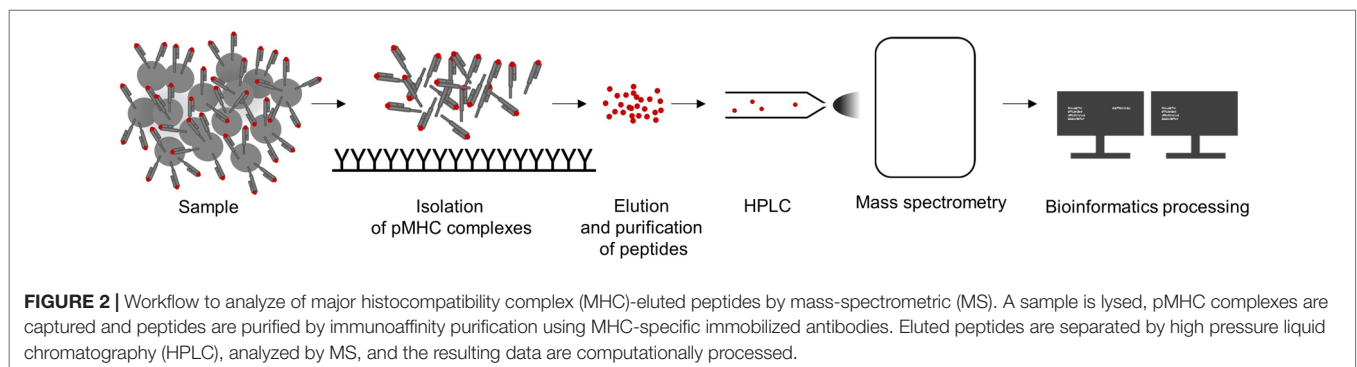 Sample
Isolation
of pMHC complexes
Elution
and purification
of peptides
HPLC
Mass spectrometry
Bioinformatics processing
FIGURE 2 | Workflow to analyze of major histocompatibility complex (MHC)-eluted peptides by mass-spectrometric (MS). A sample is lysed, pMHC complexes are
captured and peptides are purified by immunoaffinity purification using MHC-specific immobilized antibodies. Eluted peptides are separated by high pressure liquid
chromatography (HPLC), analyzed by MS, and the resulting data are computationally processed.